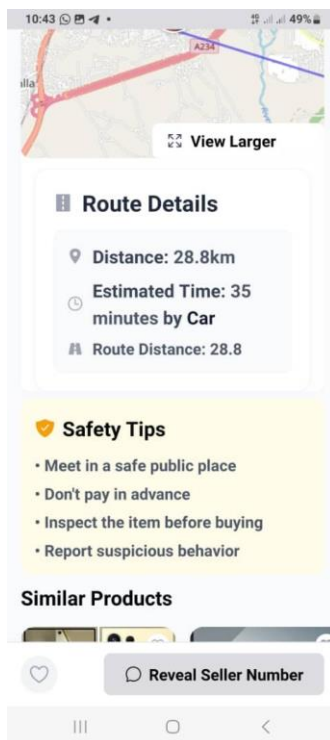 10:43
49%
A234
View Larger
Route Details
Distance: 28.8km
Estimated Time: 35
minutes by Car
Route Distance: 28.8
Safety Tips
• Meet in a safe public place
• Don't pay in advance
• Inspect the item before buying
• Report suspicious behavior
Similar Products
Reveal Seller Number